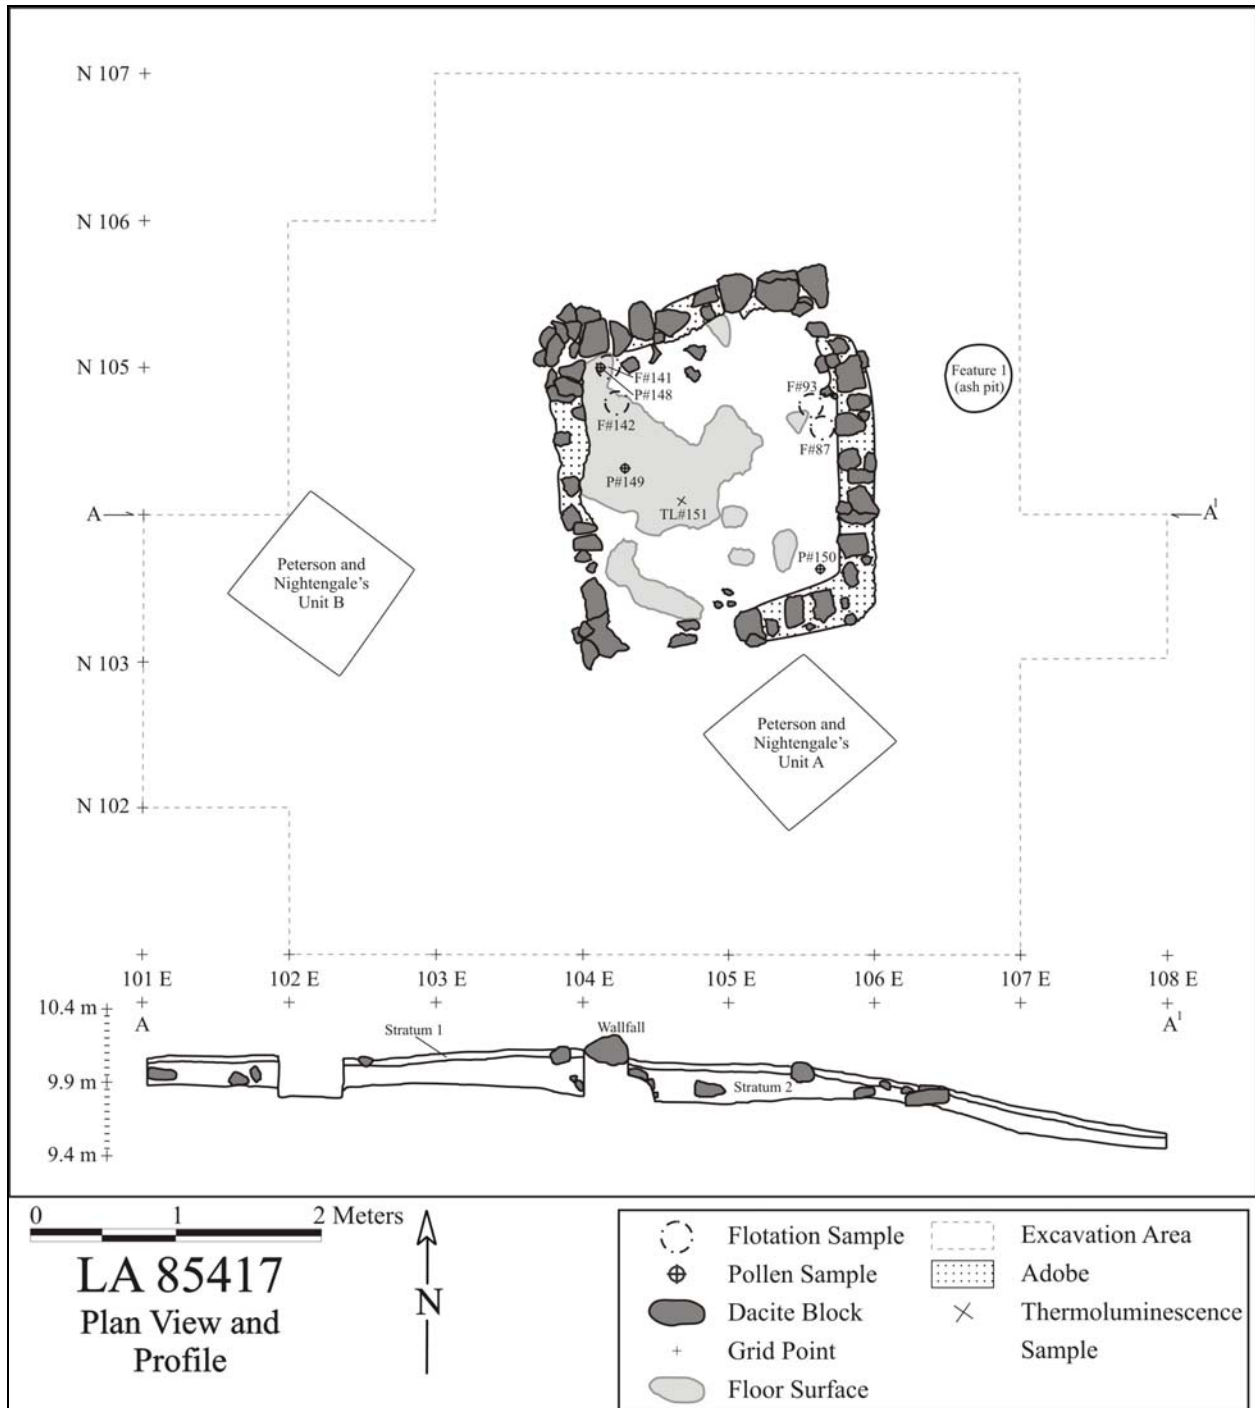 N 107
N 106
N 105
F#141
P#148
F#93
Feature 1
(ash pit)
F#142
F#87
P#149
TL#151
A
A1
P#150
Peterson and
Nightengale's
Unit B
N 103
Peterson and
Nightengale's
Unit A
N 102
101 E 102 E 103 E 104 E 105 E 106 E 107 E 108 E
10.4 m
A
A1
Stratum 1
Wallfall
9.9 m
Stratum 2
9.4 m
0 1 2 Meters
LA 85417
Plan View and
Profile
N
Flotation Sample
Pollen Sample
Dacite Block
Grid Point
Floor Surface
Excavation Area
Adobe
Thermoluminescence
Sample